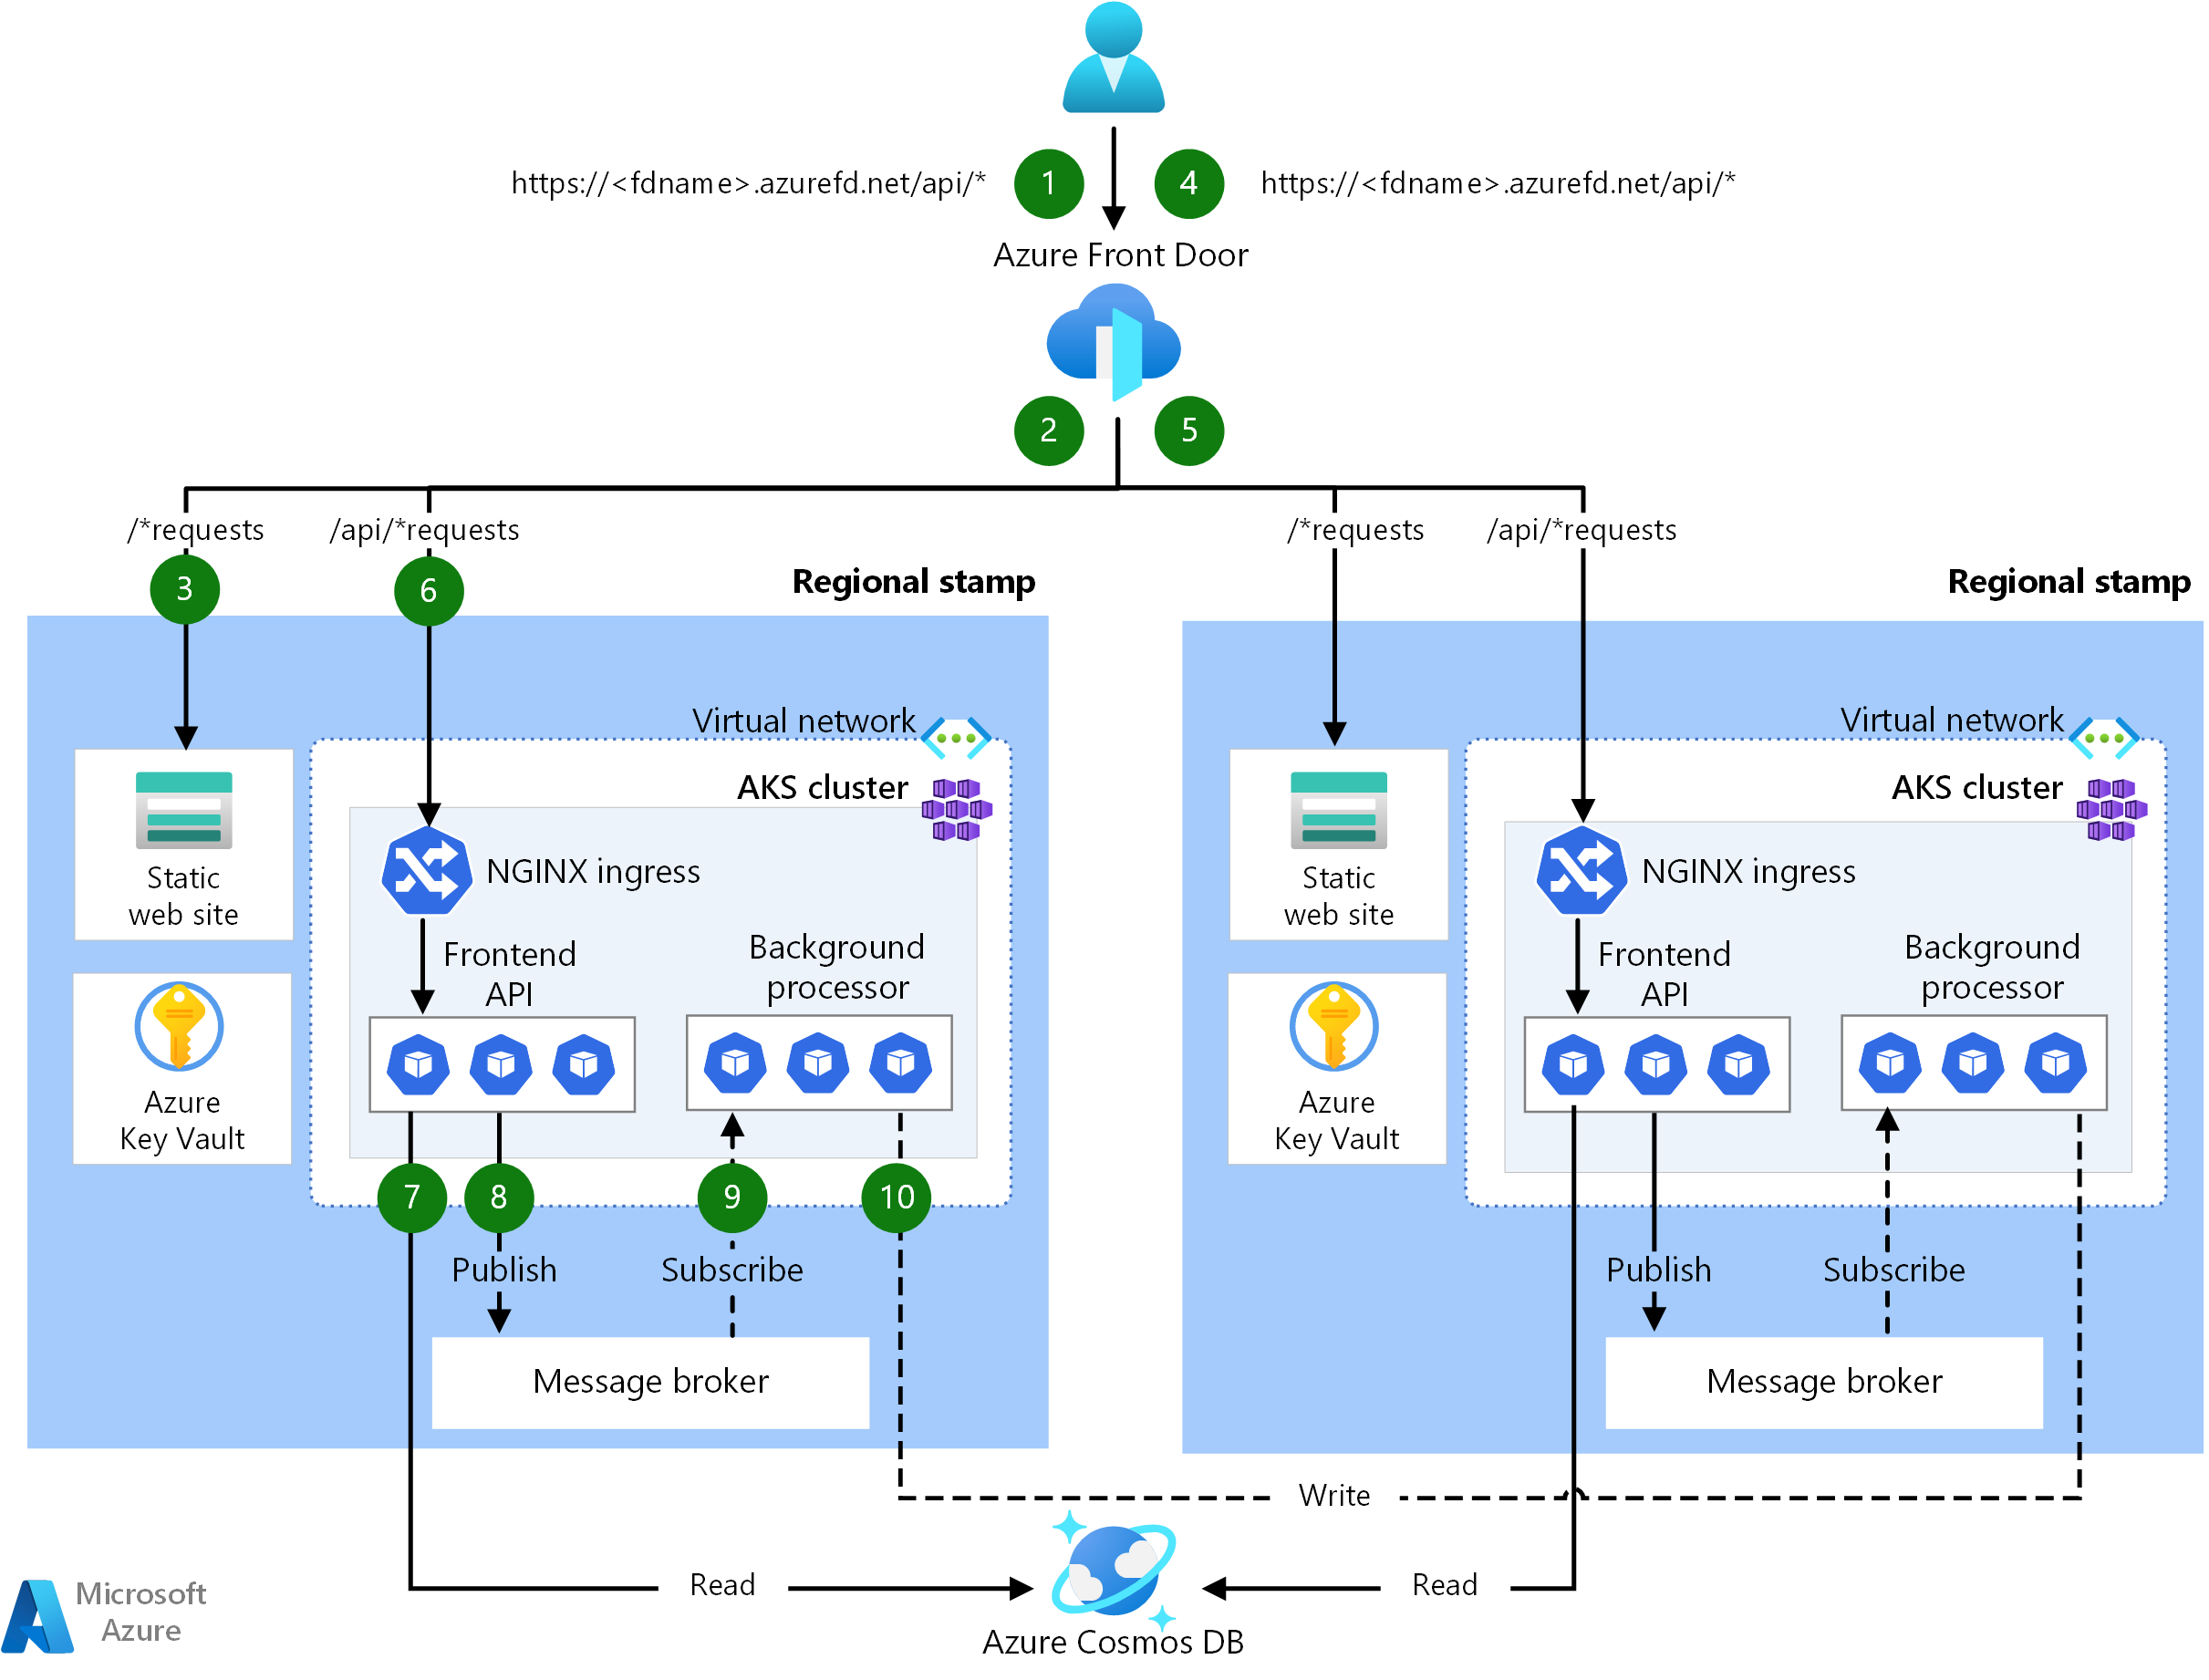 https://<fdname>.azurefd.net/api/*
1
4
https://<fdname>.azurefd.net/api/*
Azure Front Door
2
5
/*requests
/api/*requests
/*requests
/api/*requests
3
6
Regional stamp
Regional stamp
Virtual network
AKS cluster
NGINX ingress
Static
web site
Frontend
API
Background
processor
Azure
Key Vault
7
8
9
10
Publish
Subscribe
Message broker
Virtual network
AKS cluster
NGINX ingress
Static
web site
Frontend
API
Background
processor
Azure
Key Vault
Publish
Subscribe
Message broker
Write
Read
Read
Azure Cosmos DB
Microsoft
Azure